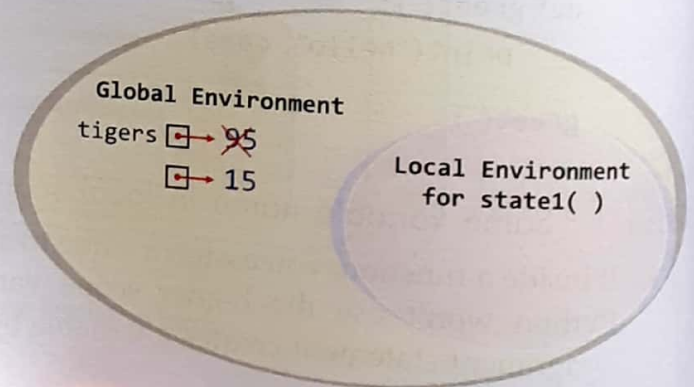 Global Environment
tigers 95
15
Local Environment
for state1( )